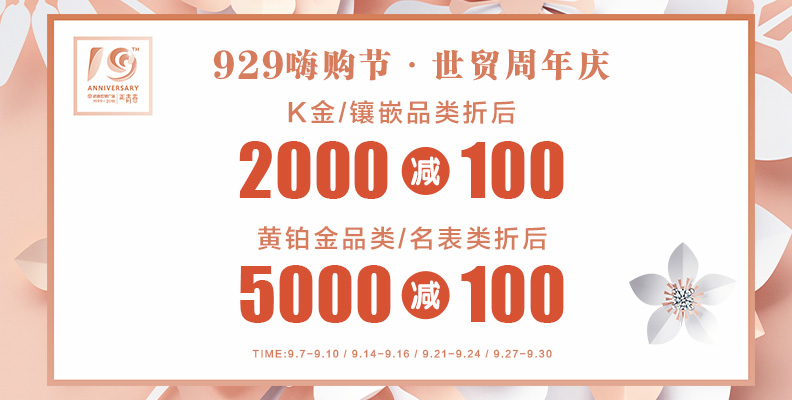 19TH
ANNIVERSARY
929嗨购节·世贸周年庆
K金/镶嵌品类折后
2000减100
黄铂金品类/名表类折后
5000减100
TIME:9.7-9.10 / 9.14-9.16 / 9.21-9.24 / 9.27-9.30